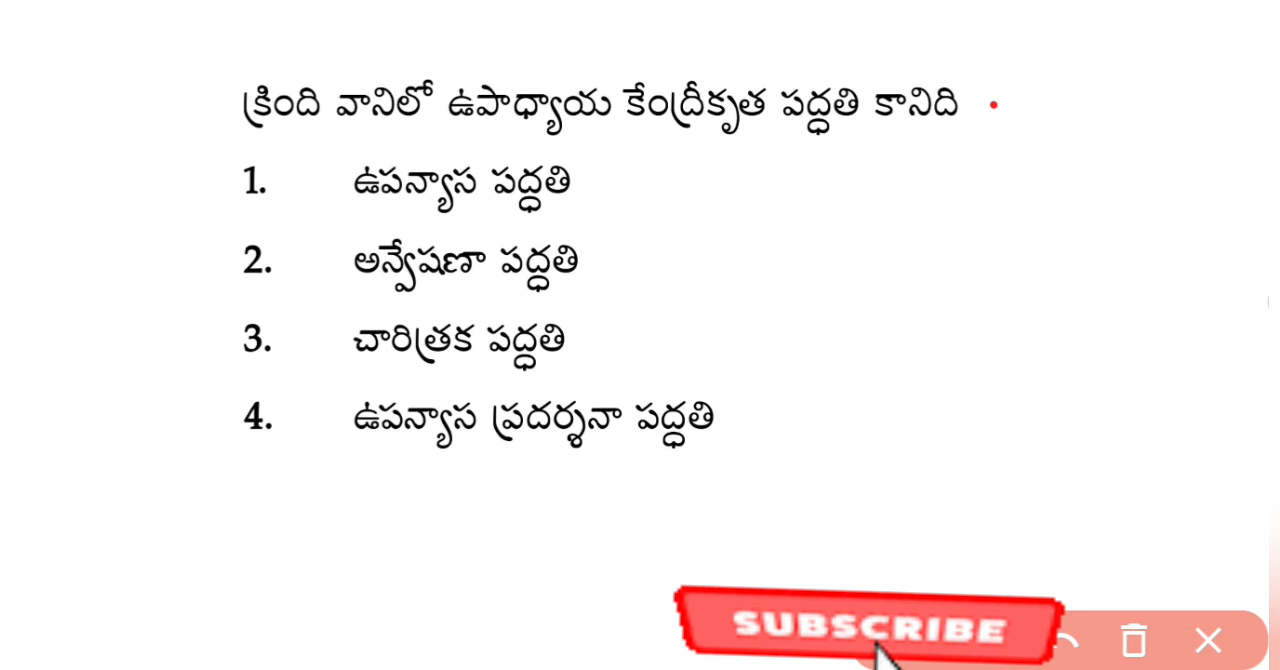 క్రింది వానిలో ఉపాధ్యాయ కేంద్రీకృత పద్ధతి కానిది
1. ఉపన్యాస పద్ధతి
2. అన్వేషణా పద్ధతి
3. చారిత్రక పద్ధతి
4. ఉపన్యాస ప్రదర్శనా పద్ధతి
SUBSCRIBE